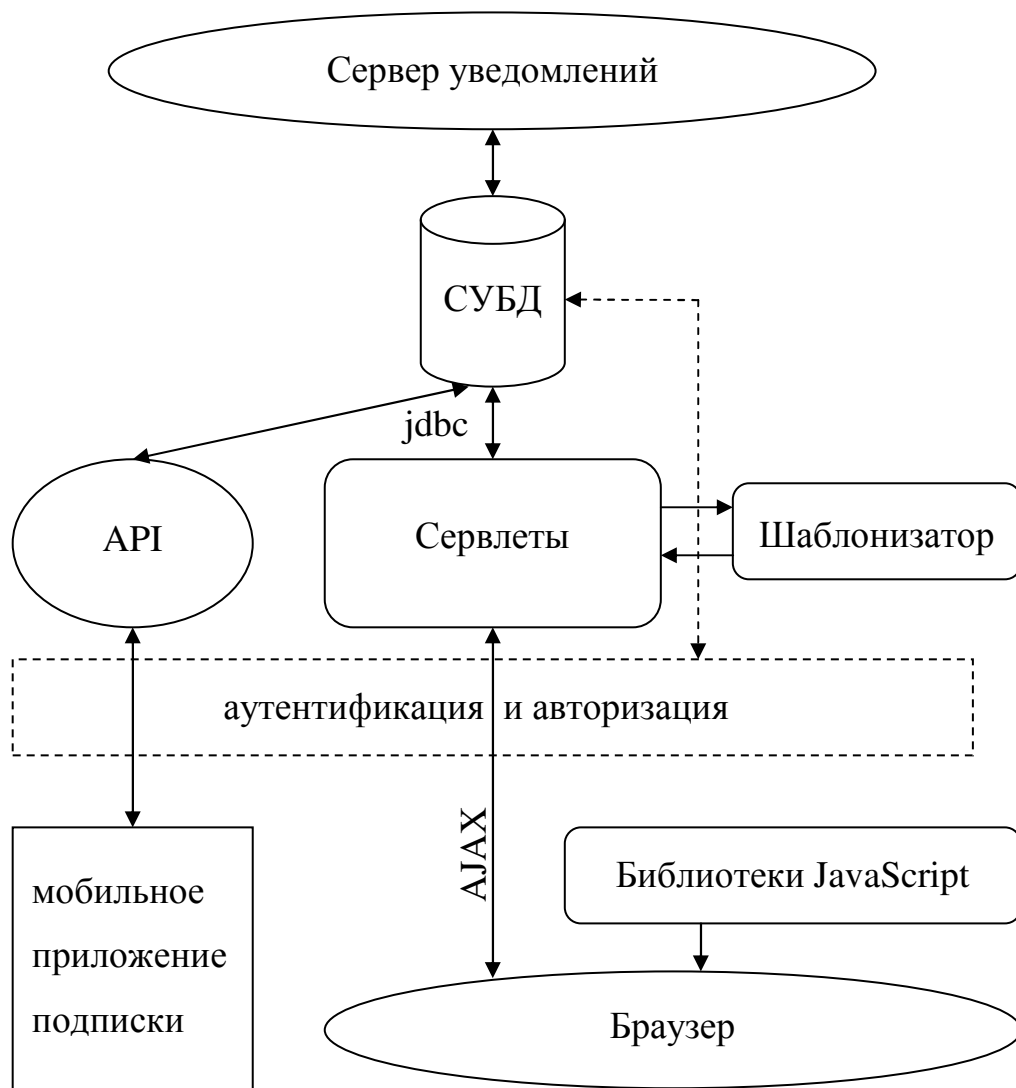 Сервер уведомлений
СУБД
jdbc
API
Сервлеты
Шаблонизатор
аутентификация и авторизация
AJAX
мобильное
приложение
подписки
Библиотеки JavaScript
Браузер